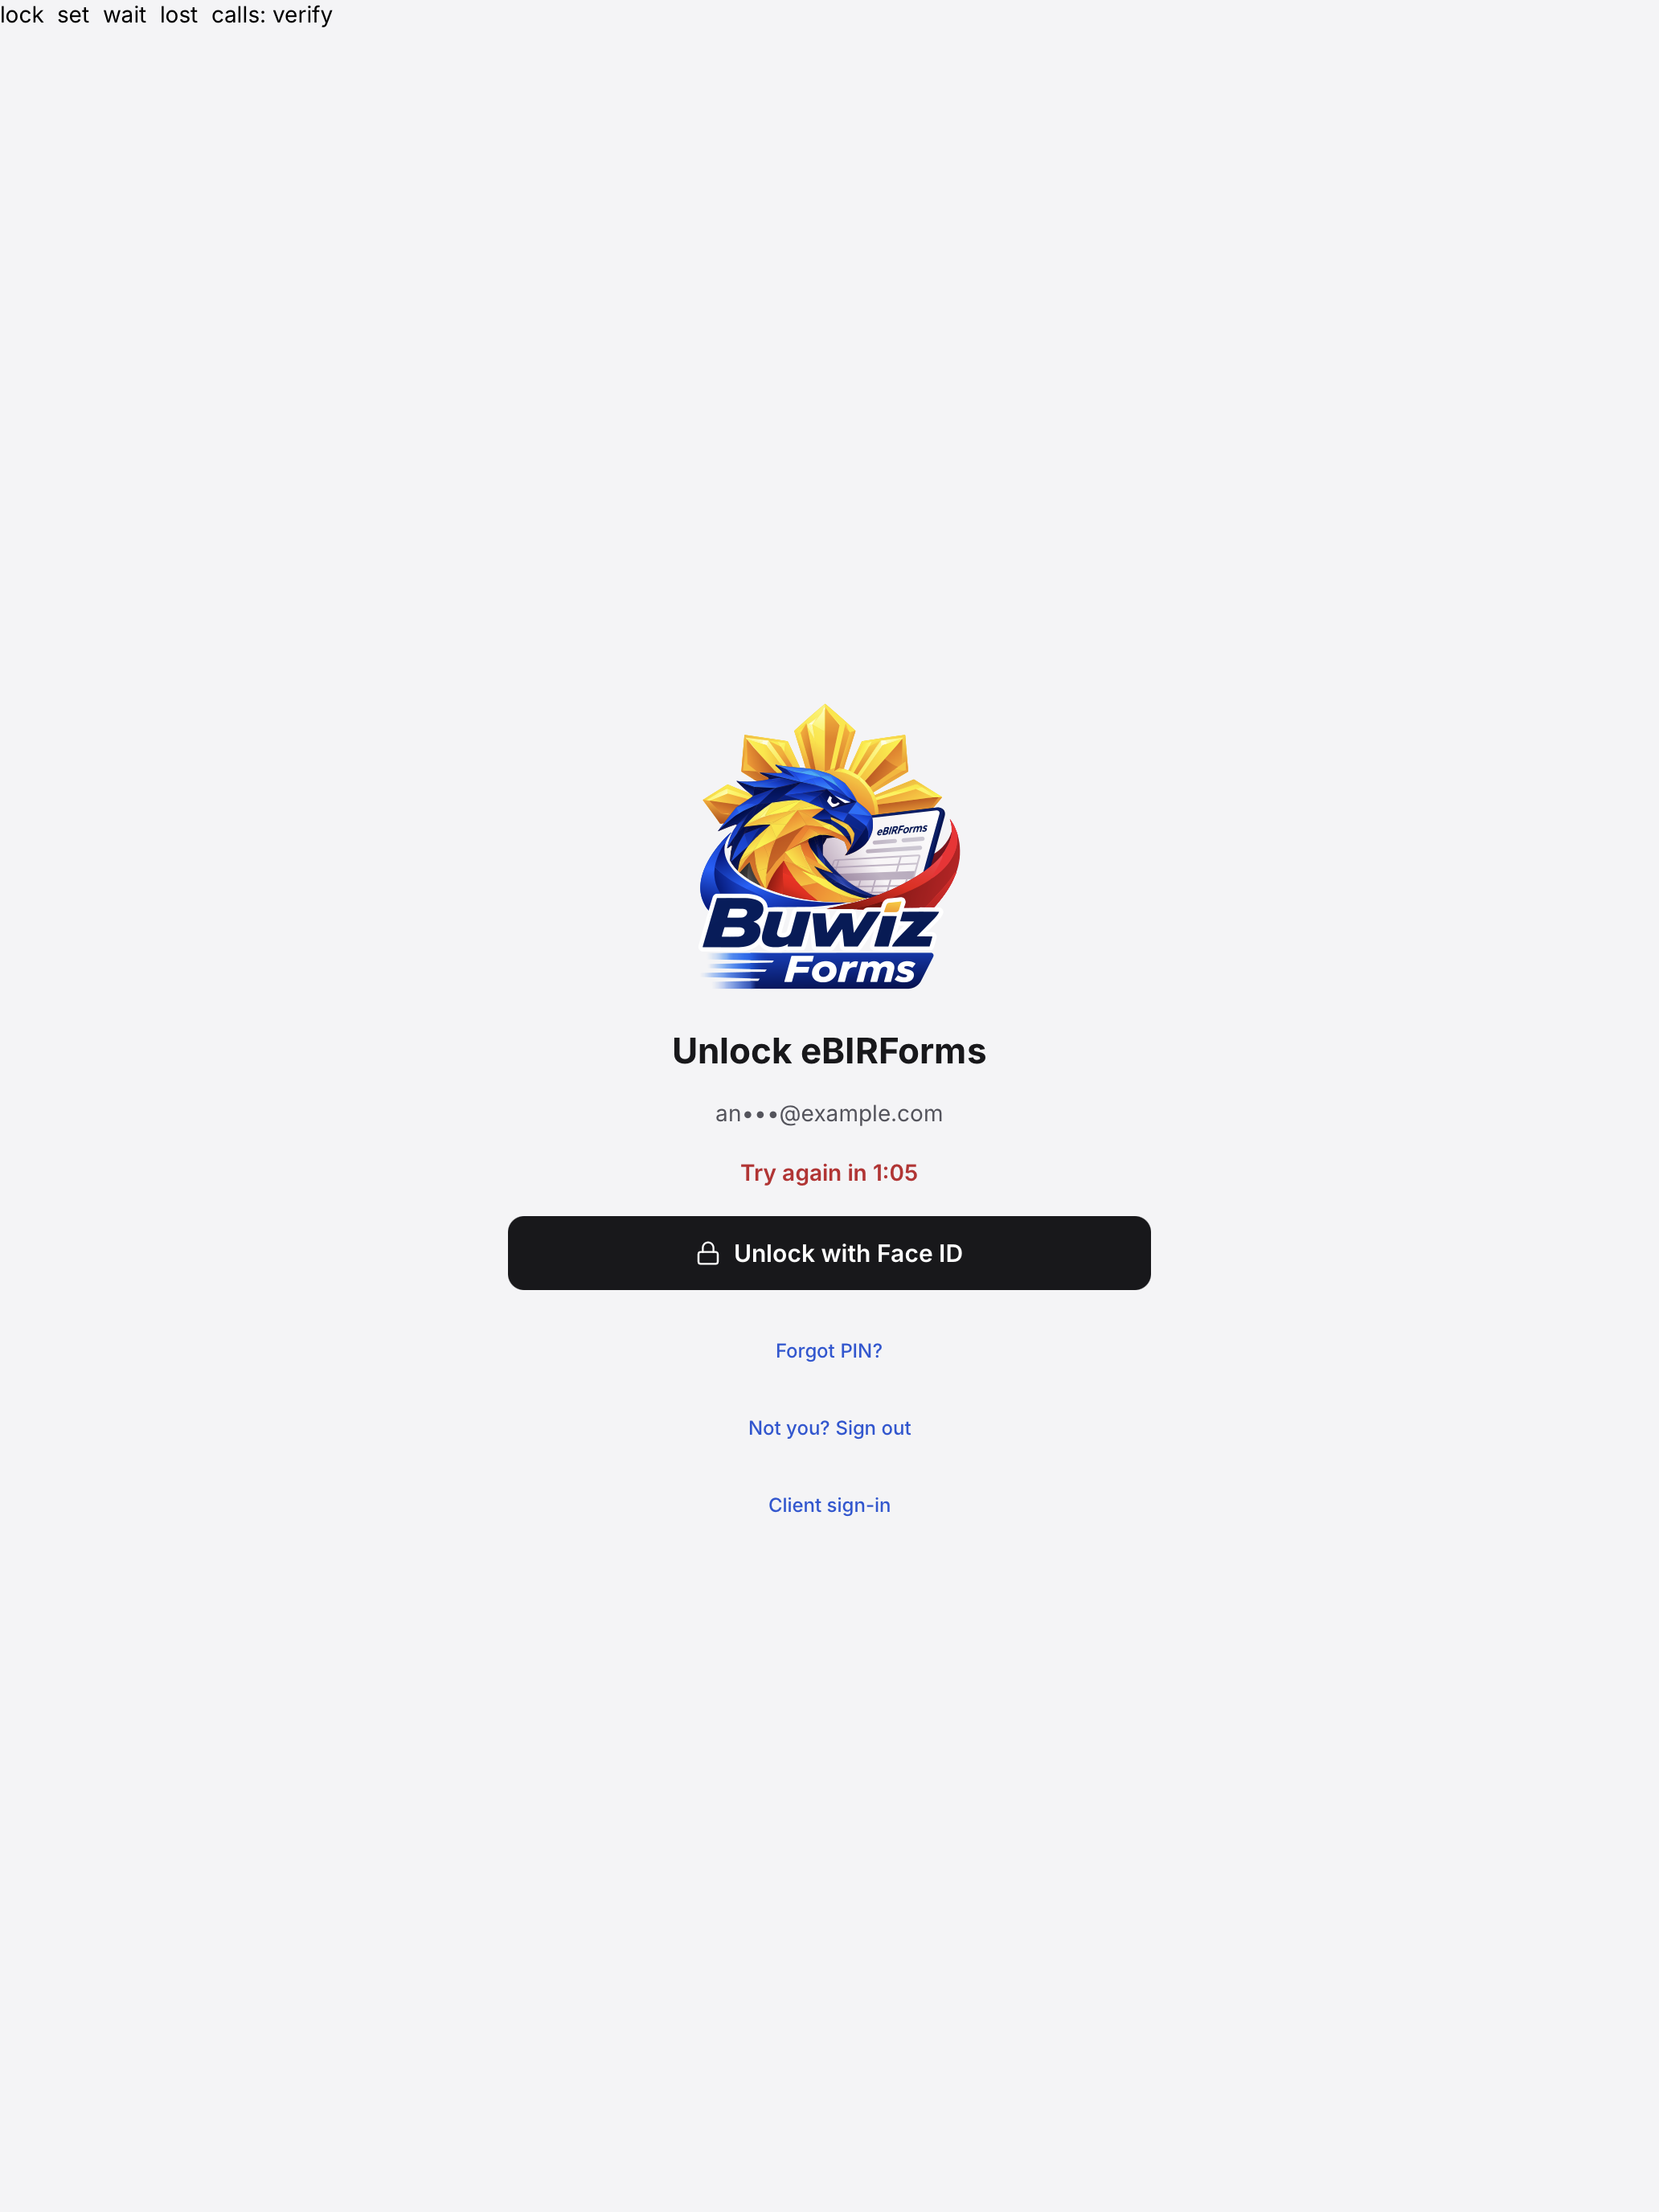 lock set wait lost calls: verify
eBIRForms
Buwiz
Forms
Unlock eBIRForms
an•••@example.com
Try again in 1:05
Unlock with Face ID
Forgot PIN?
Not you? Sign out
Client sign-in